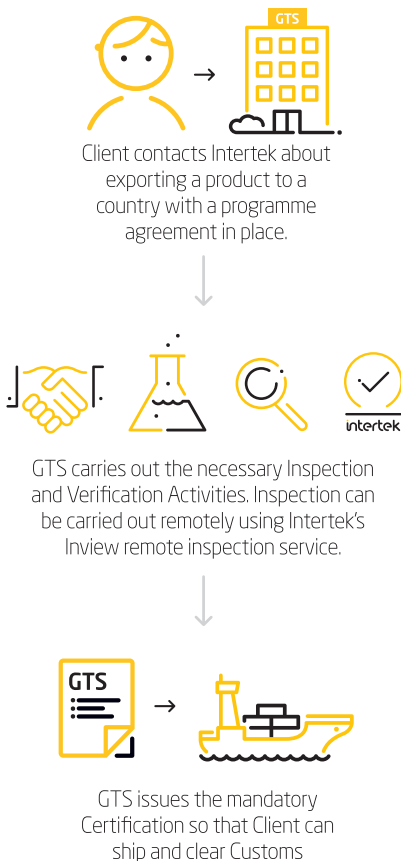 GTS
Client contacts Intertek about
exporting a product to a
country with a programme
agreement in place.
intertek
GTS carries out the necessary Inspection
and Verification Activities. Inspection can
be carried out remotely using Intertek's
Inview remote inspection service.
GTS
GTS issues the mandatory
Certification so that Client can
ship and clear Customs